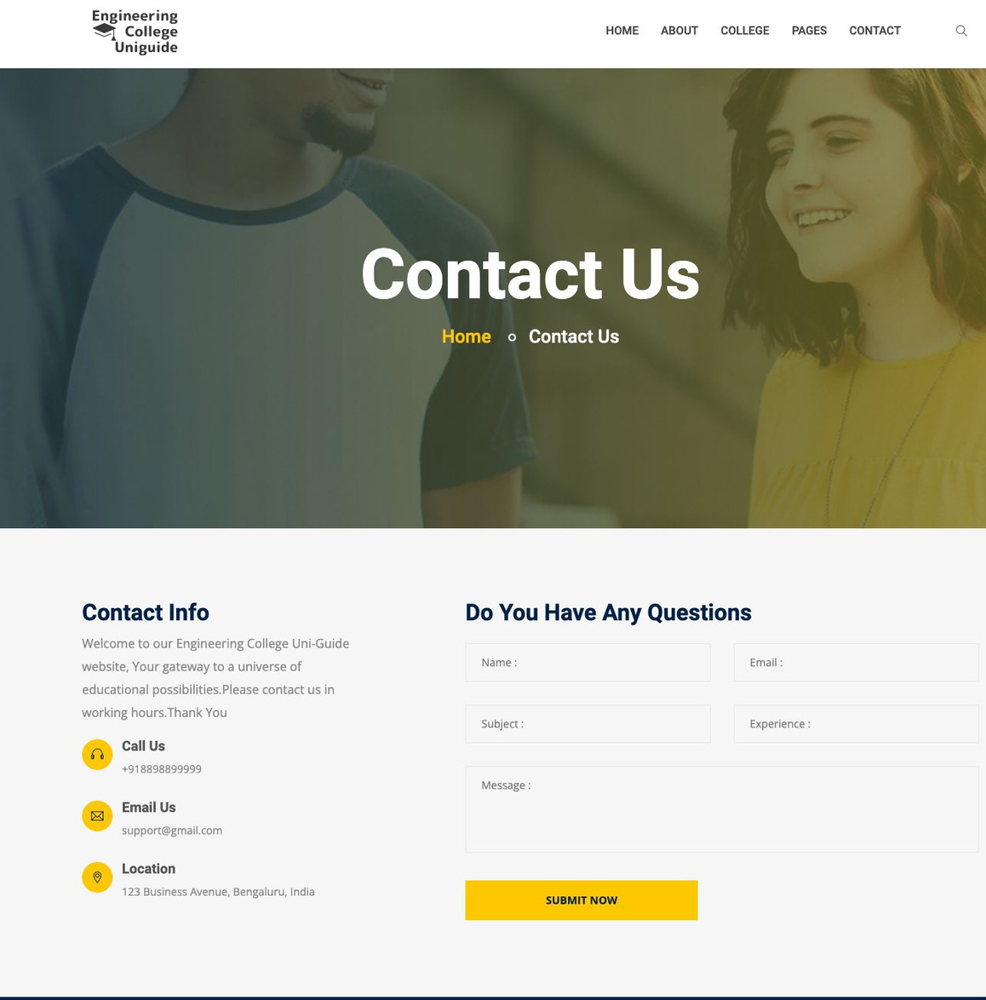 Engineering
College
Uniguide
HOME ABOUT COLLEGE PAGES CONTACT
Contact Us
Home Contact Us
Contact Info
Welcome to our Engineering College Uni-Guide
website, Your gateway to a universe of
educational possibilities.Please contact us in
working hours.Thank You
Call Us
+918898899999
Email Us
support@gmail.com
Location
123 Business Avenue, Bengaluru, India
Do You Have Any Questions
Name : Email :
Subject : Experience :
Message :
SUBMIT NOW